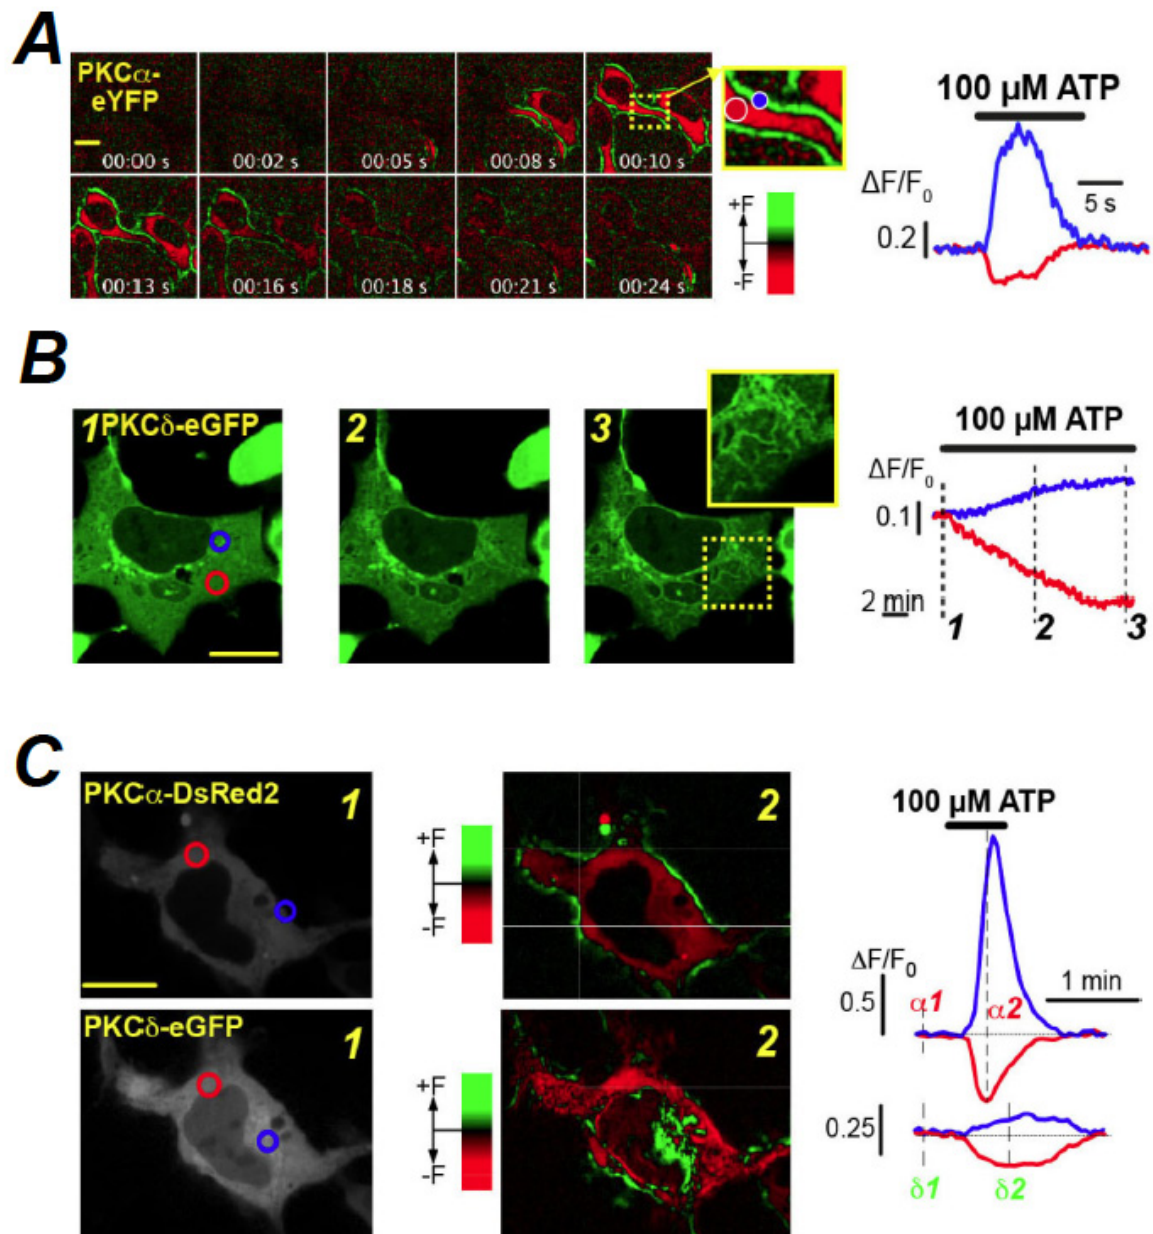 A
PKCα-
eYFP
00:00 s
00:02 s
00:05 s
00:08 s
00:10 s
00:13 s
00:16 s
00:18 s
00:21 s
00:24 s
+F
-F
100 µM ATP
ΔF/F0
0.2
5 s
B
1 PKCδ-eGFP
2
3
100 µM ATP
ΔF/F0
0.1
2 min
1
2
3
C
PKCα-DsRed2
1
+F
-F
2
PKCδ-eGFP
1
+F
-F
2
100 µM ATP
ΔF/F0
0.5
1 min
α1
α2
0.25
δ1
δ2